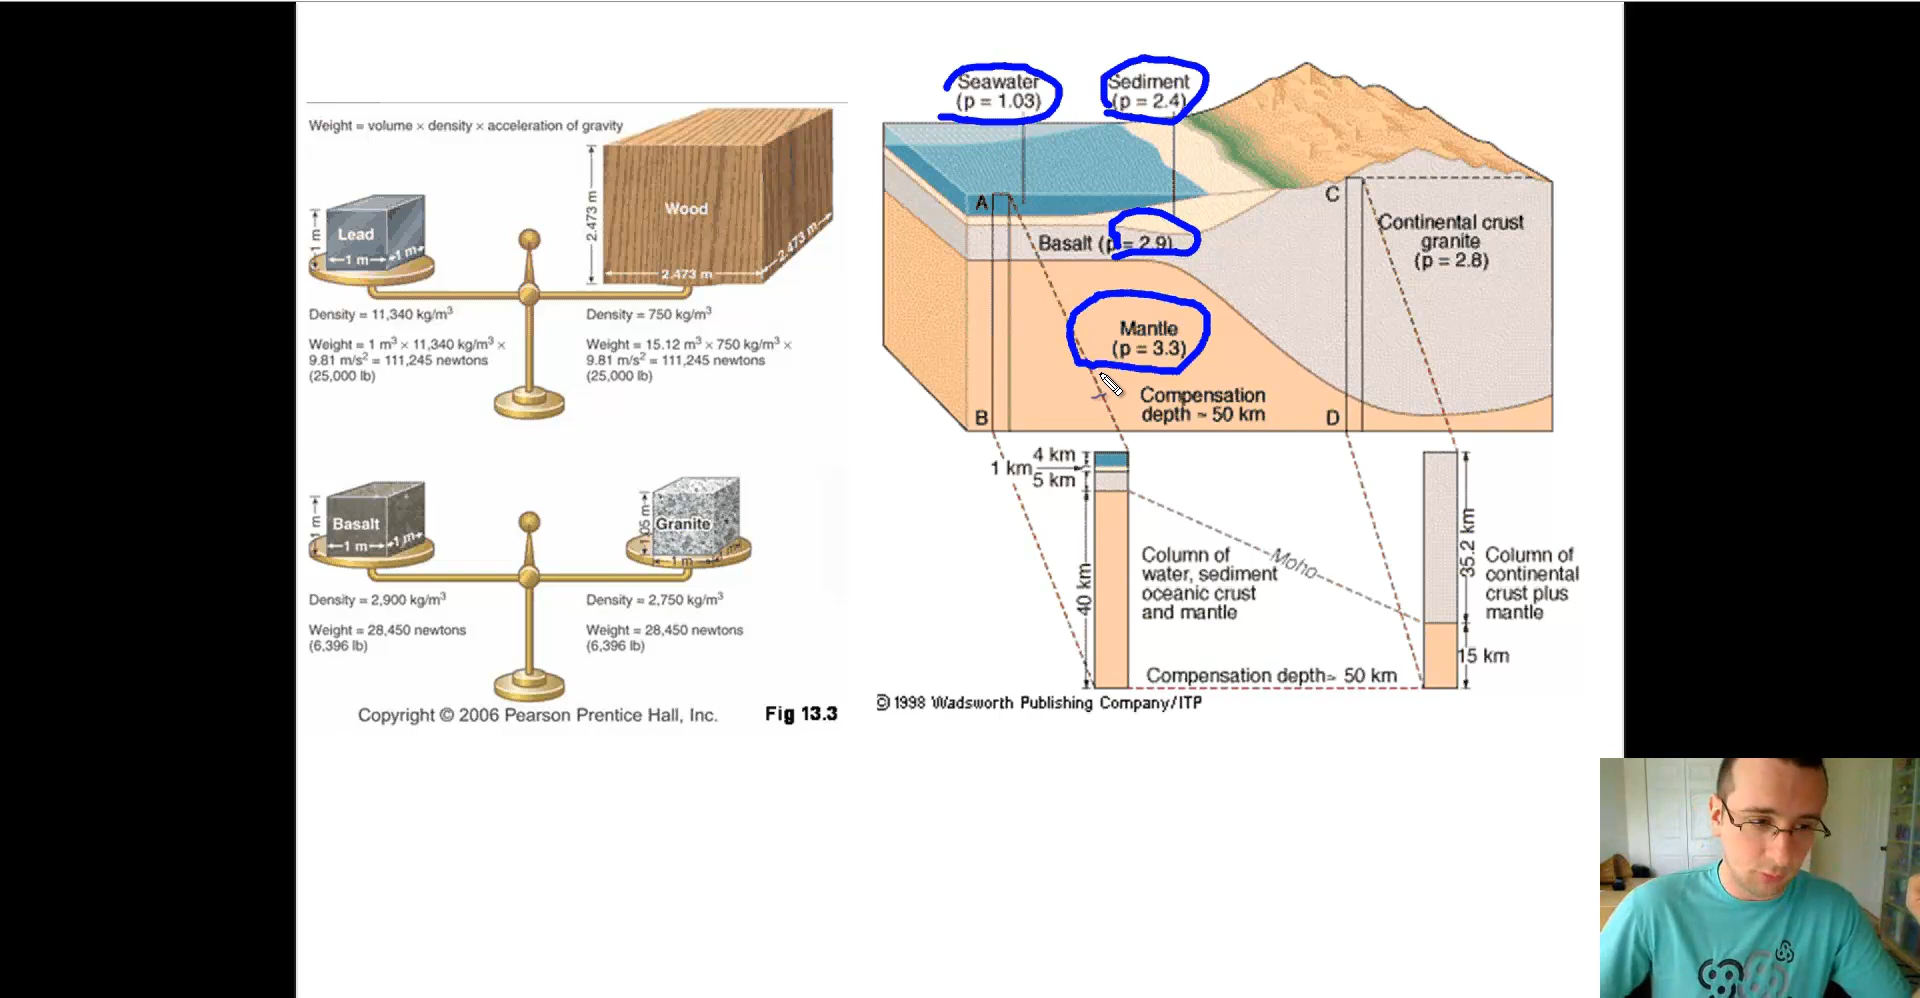 Weight = volume × density × acceleration of gravity
Wood
2.473 m
2.473 m
2.473 m
Lead
1 m
1 m
1 m
Density = 11,340 kg/m³
Weight = 1 m³ × 11,340 kg/m³ ×
9.81 m/s² = 111,245 newtons
(25,000 lb)
Density = 750 kg/m³
Weight = 15.12 m³ × 750 kg/m³ ×
9.81 m/s² = 111,245 newtons
(25,000 lb)
Basalt
1 m
1 m
1 m
Granite
1.05 m
1 m
1 m
Density = 2,900 kg/m³
Weight = 28,450 newtons
(6,396 lb)
Density = 2,750 kg/m³
Weight = 28,450 newtons
(6,396 lb)
Copyright © 2006 Pearson Prentice Hall, Inc.
Fig 13.3
Seawater
(p = 1.03)
Sediment
(p = 2.4)
A
C
Basalt (p = 2.9)
Continental crust
granite
(p = 2.8)
Mantle
(p = 3.3)
Compensation
depth ≈ 50 km
B
D
4 km
1 km
5 km
40 km
Column of
water, sediment
oceanic crust
and mantle
Moho
35.2 km
Column of
continental
crust plus
mantle
15 km
Compensation depth ≈ 50 km
© 1998 Wadsworth Publishing Company/ITP